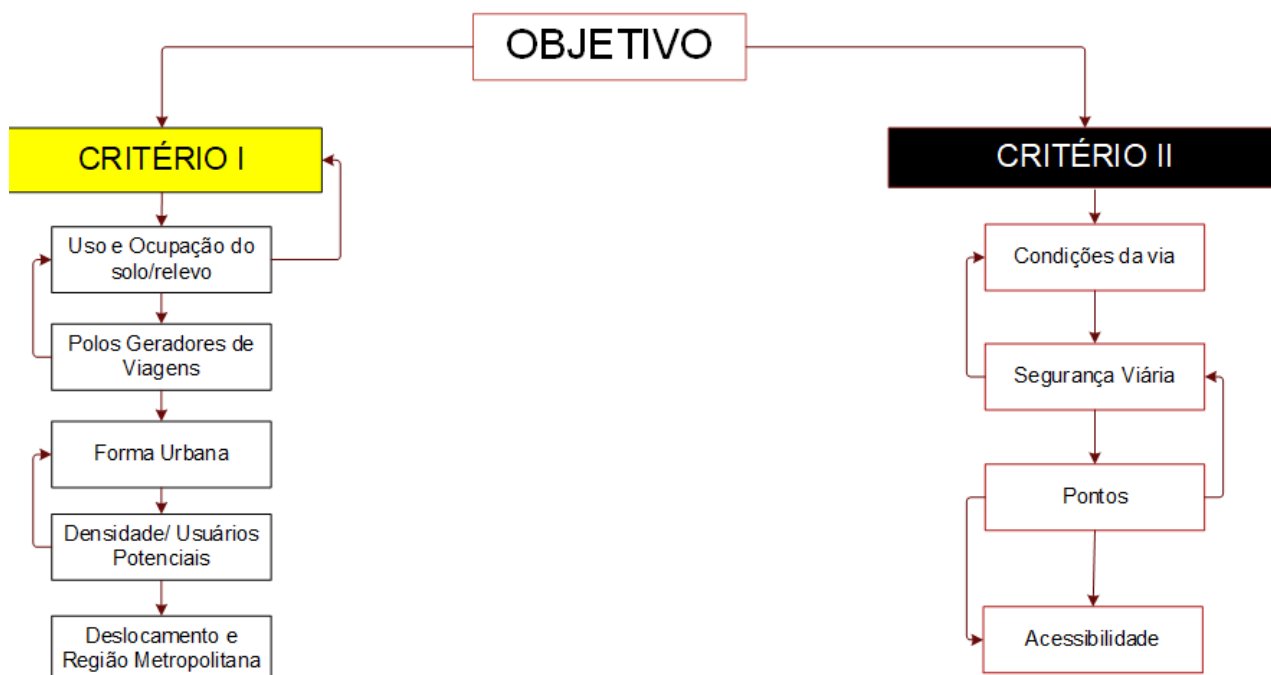 OBJETIVO
CRITÉRIO I
Uso e Ocupação do
solo/relevo
Polos Geradores de
Viagens
Forma Urbana
Densidade/ Usuários
Potenciais
Deslocamento e
Região Metropolitana
CRITÉRIO II
Condições da via
Segurança Viária
Pontos
Acessibilidade